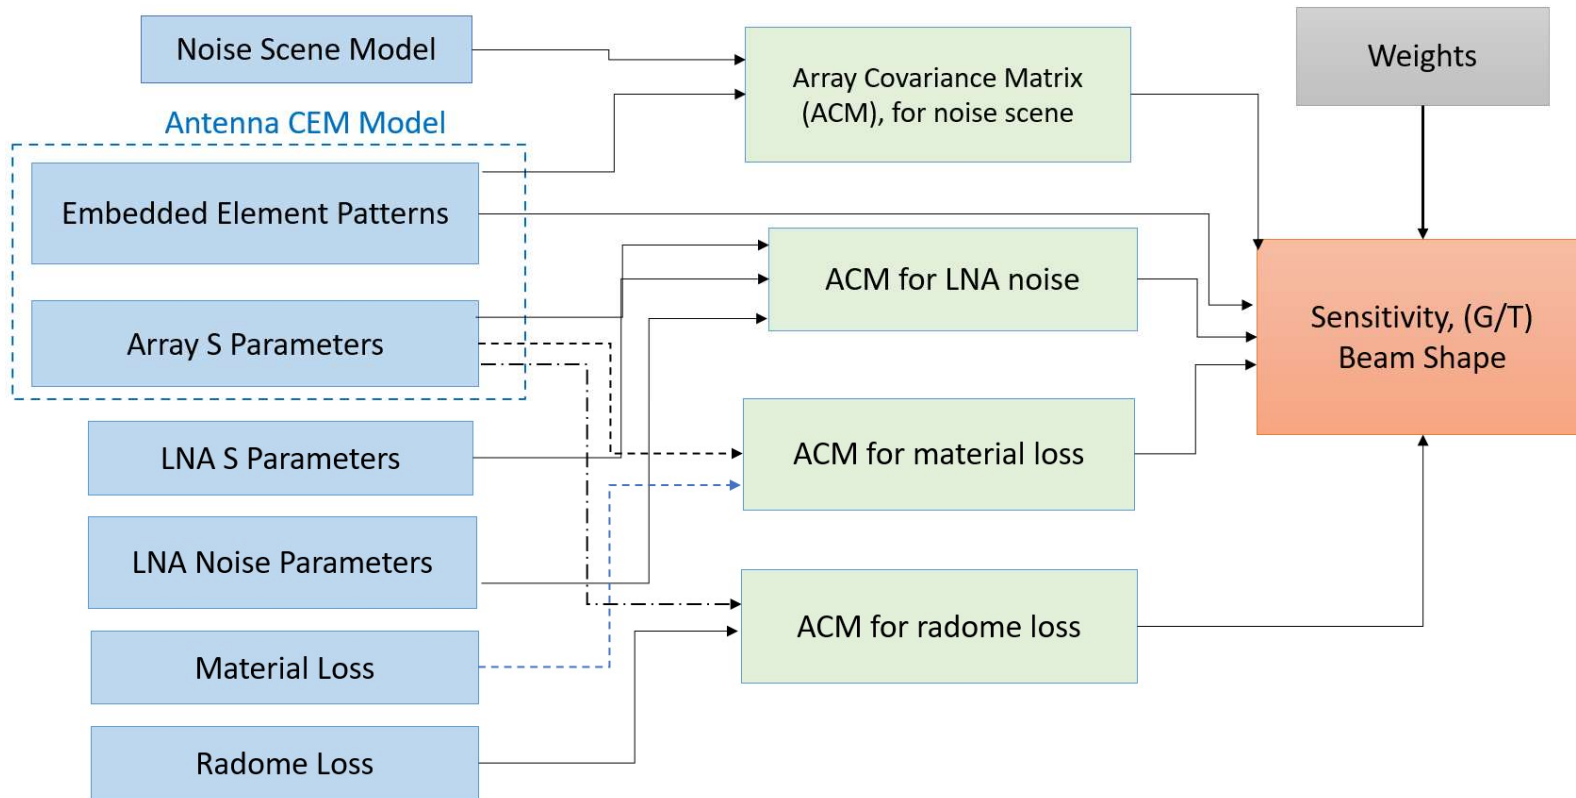 Noise Scene Model
Antenna CEM Model
Embedded Element Patterns
Array S Parameters
LNA S Parameters
LNA Noise Parameters
Material Loss
Radome Loss
Array Covariance Matrix
(ACM), for noise scene
ACM for LNA noise
ACM for material loss
ACM for radome loss
Weights
Sensitivity, (G/T)
Beam Shape